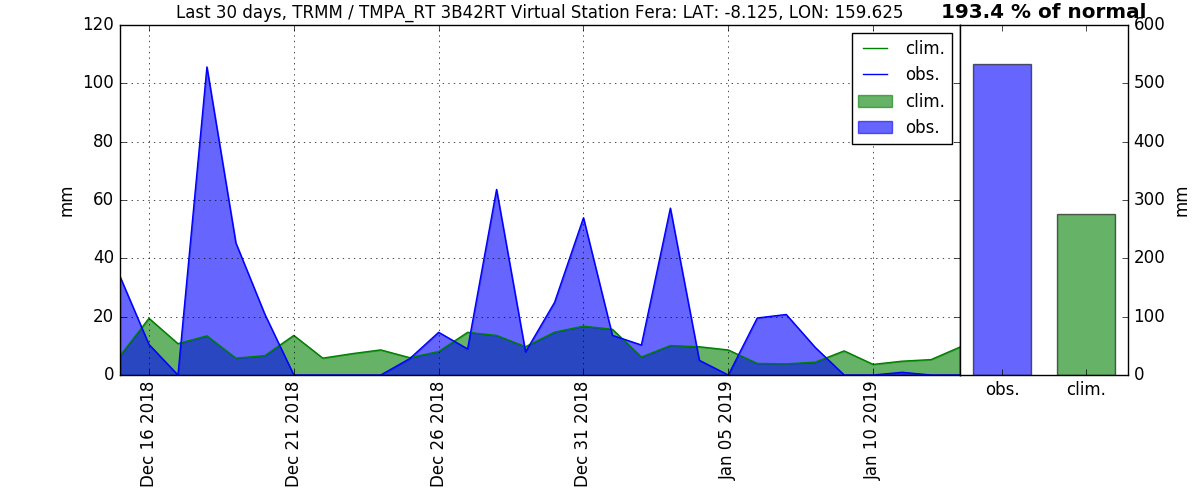 Last 30 days, TRMM / TMPA_RT 3B42RT Virtual Station Fera: LAT: -8.125, LON: 159.625
193.4 % of normal
120
100
80
60
40
20
0
mm
clim.
obs.
clim.
obs.
Dec 16 2018
Dec 21 2018
Dec 26 2018
Dec 31 2018
Jan 05 2019
Jan 10 2019
600
500
400
300
200
100
0
mm
obs.
clim.